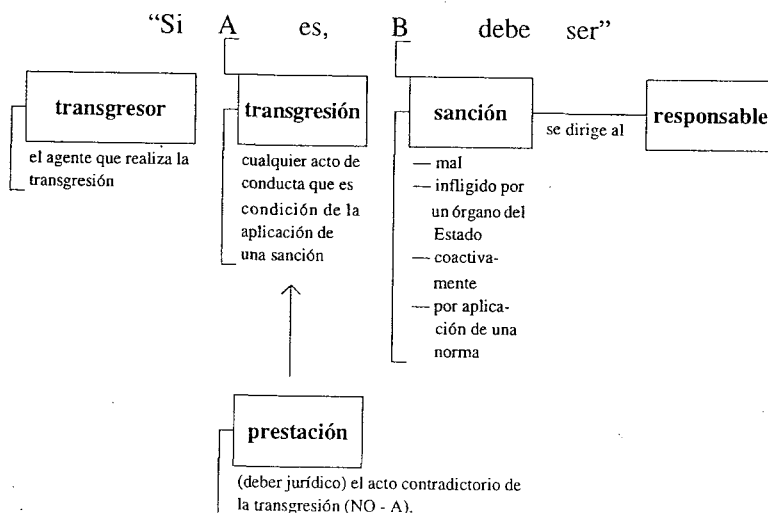 “Si A es, B debe ser”
transgresor
el agente que realiza la
transgresión
transgresión
cualquier acto de
conducta que es
condición de la
aplicación de
una sanción
sanción
— mal
— infligido por
un órgano del
Estado
— coactiva-
mente
— por aplica-
ción de una
norma
se dirige al
responsable
prestación
(deber jurídico) el acto contradictorio de
la transgresión (NO - A).